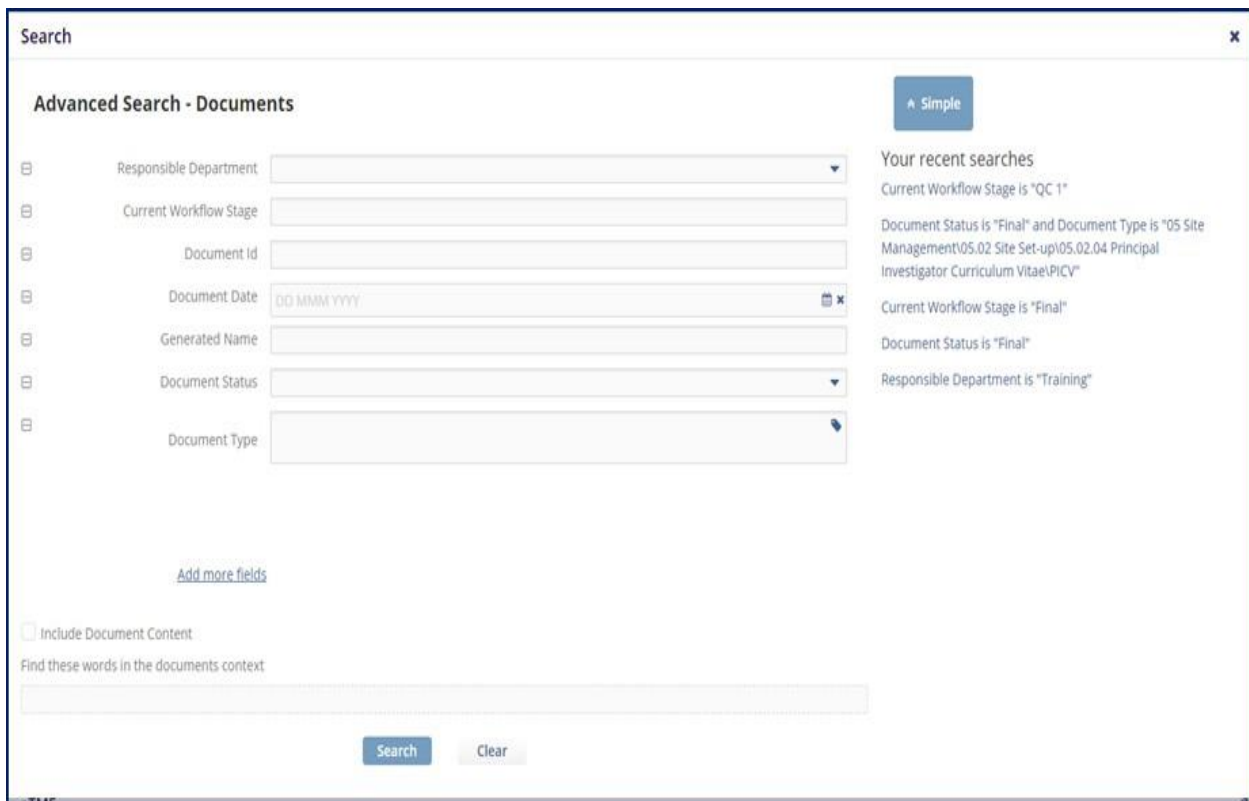 Search
Advanced Search - Documents
Simple
Responsible Department
Current Workflow Stage
Document Id
Document Date
DD MMM YYYY
Generated Name
Document Status
Document Type
Add more fields
Include Document Content
Find these words in the documents context
Search
Clear
Your recent searches
Current Workflow Stage is "QC 1"
Document Status is "Final" and Document Type is "05 Site
Management\05.02 Site Set-up\05.02.04 Principal
Investigator Curriculum Vitae\PICV"
Current Workflow Stage is "Final"
Document Status is "Final"
Responsible Department is "Training"